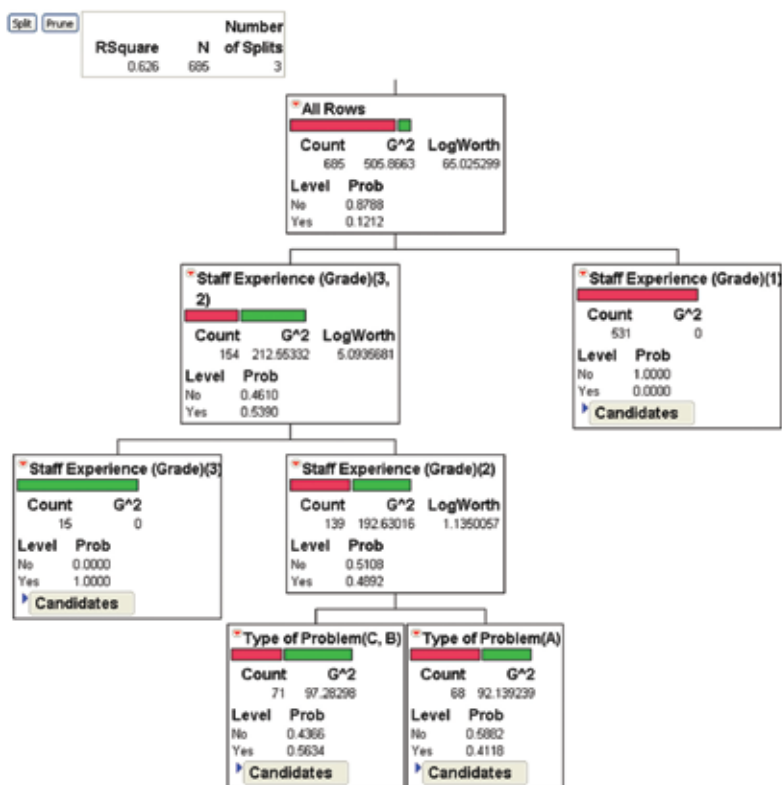 Split Prune
Number
RSquare N of Splits
0.626 685 3
All Rows
Count G^2 LogWorth
685 505.8663 65.025299
Level Prob
No 0.8788
Yes 0.1212
Staff Experience (Grade)(3,
2)
Count G^2 LogWorth
154 212.55332 5.0935681
Level Prob
No 0.4610
Yes 0.5390
Staff Experience (Grade)(1)
Count G^2
531 0
Level Prob
No 1.0000
Yes 0.0000
Candidates
Staff Experience (Grade)(3)
Count G^2
15 0
Level Prob
No 0.0000
Yes 1.0000
Candidates
Staff Experience (Grade)(2)
Count G^2 LogWorth
139 192.63016 1.1350057
Level Prob
No 0.5108
Yes 0.4892
Type of Problem(C, B)
Count G^2
71 97.28298
Level Prob
No 0.4366
Yes 0.5634
Candidates
Type of Problem(A)
Count G^2
68 92.139239
Level Prob
No 0.5882
Yes 0.4118
Candidates